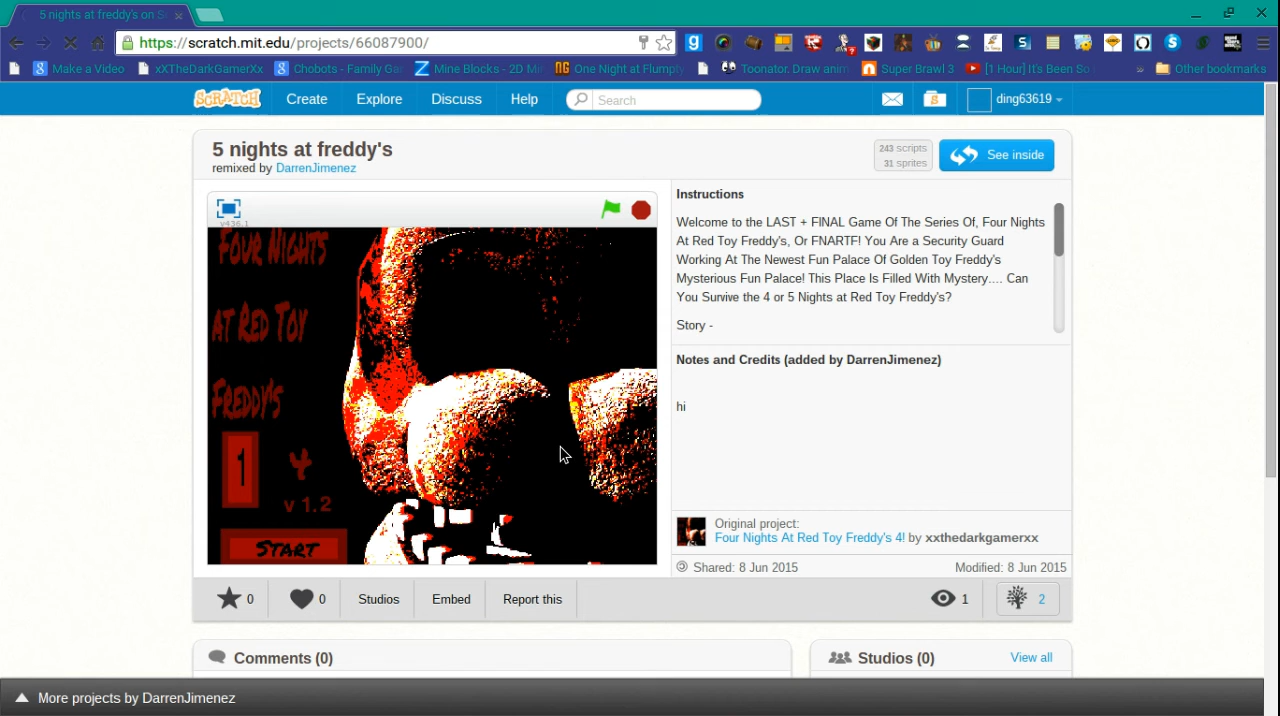 5 nights at freddy's on S
https://scratch.mit.edu/projects/66087900/
Make a Video
xXTheDarkGamerXx
Chobots - Family Ga
Mine Blocks - 2D Mi
One Night at Flumpty
Toonator. Draw anim
Super Brawl 3
[1 Hour] It's Been So
»
Other bookmarks
SCRATCH
Create
Explore
Discuss
Help
Search
ding63619
5 nights at freddy's
remixed by DarrenJimenez
243 scripts
31 sprites
See inside
v436.1
Four Nights
at Red Toy
Freddy's
1
4
v 1.2
Start
Instructions
Welcome to the LAST + FINAL Game Of The Series Of, Four Nights
At Red Toy Freddy's, Or FNARTF! You Are a Security Guard
Working At The Newest Fun Palace Of Golden Toy Freddy's
Mysterious Fun Palace! This Place Is Filled With Mystery.... Can
You Survive the 4 or 5 Nights at Red Toy Freddy's?
Story -
Notes and Credits (added by DarrenJimenez)
hi
Original project:
Four Nights At Red Toy Freddy's 4! by xxthedarkgamerxx
Shared: 8 Jun 2015
Modified: 8 Jun 2015
0
0
Studios
Embed
Report this
1
2
Comments (0)
Studios (0)
View all
More projects by DarrenJimenez